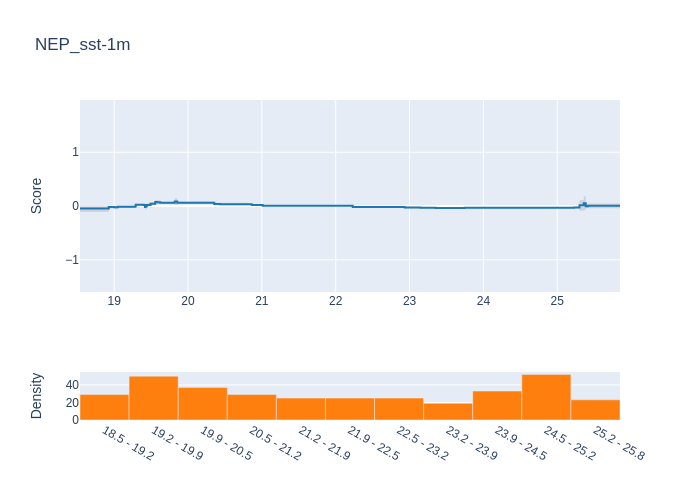 NEP_sst-1m
Score
1
0
−1
19 20 21 22 23 24 25
Density
40
20
0
18.5 - 19.2
19.2 - 19.9
19.9 - 20.5
20.5 - 21.2
21.2 - 21.9
21.9 - 22.5
22.5 - 23.2
23.2 - 23.9
23.9 - 24.5
24.5 - 25.2
25.2 - 25.8